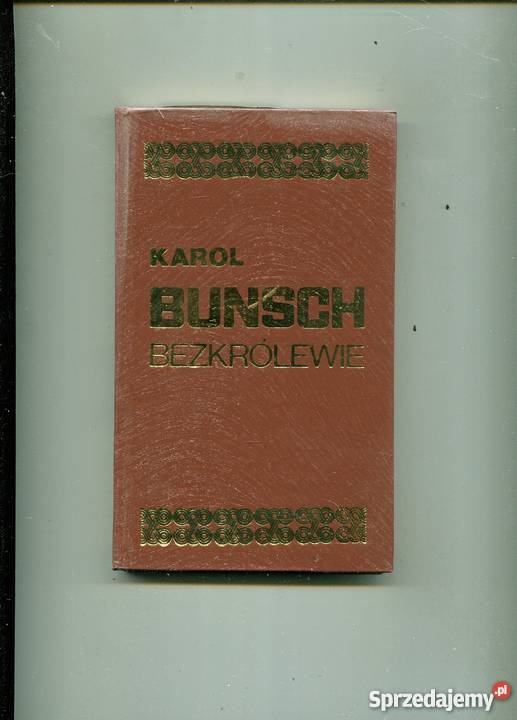 KAROL
BUNSCH
BEZKRÓLEWIE
Sprzedajemy.pl